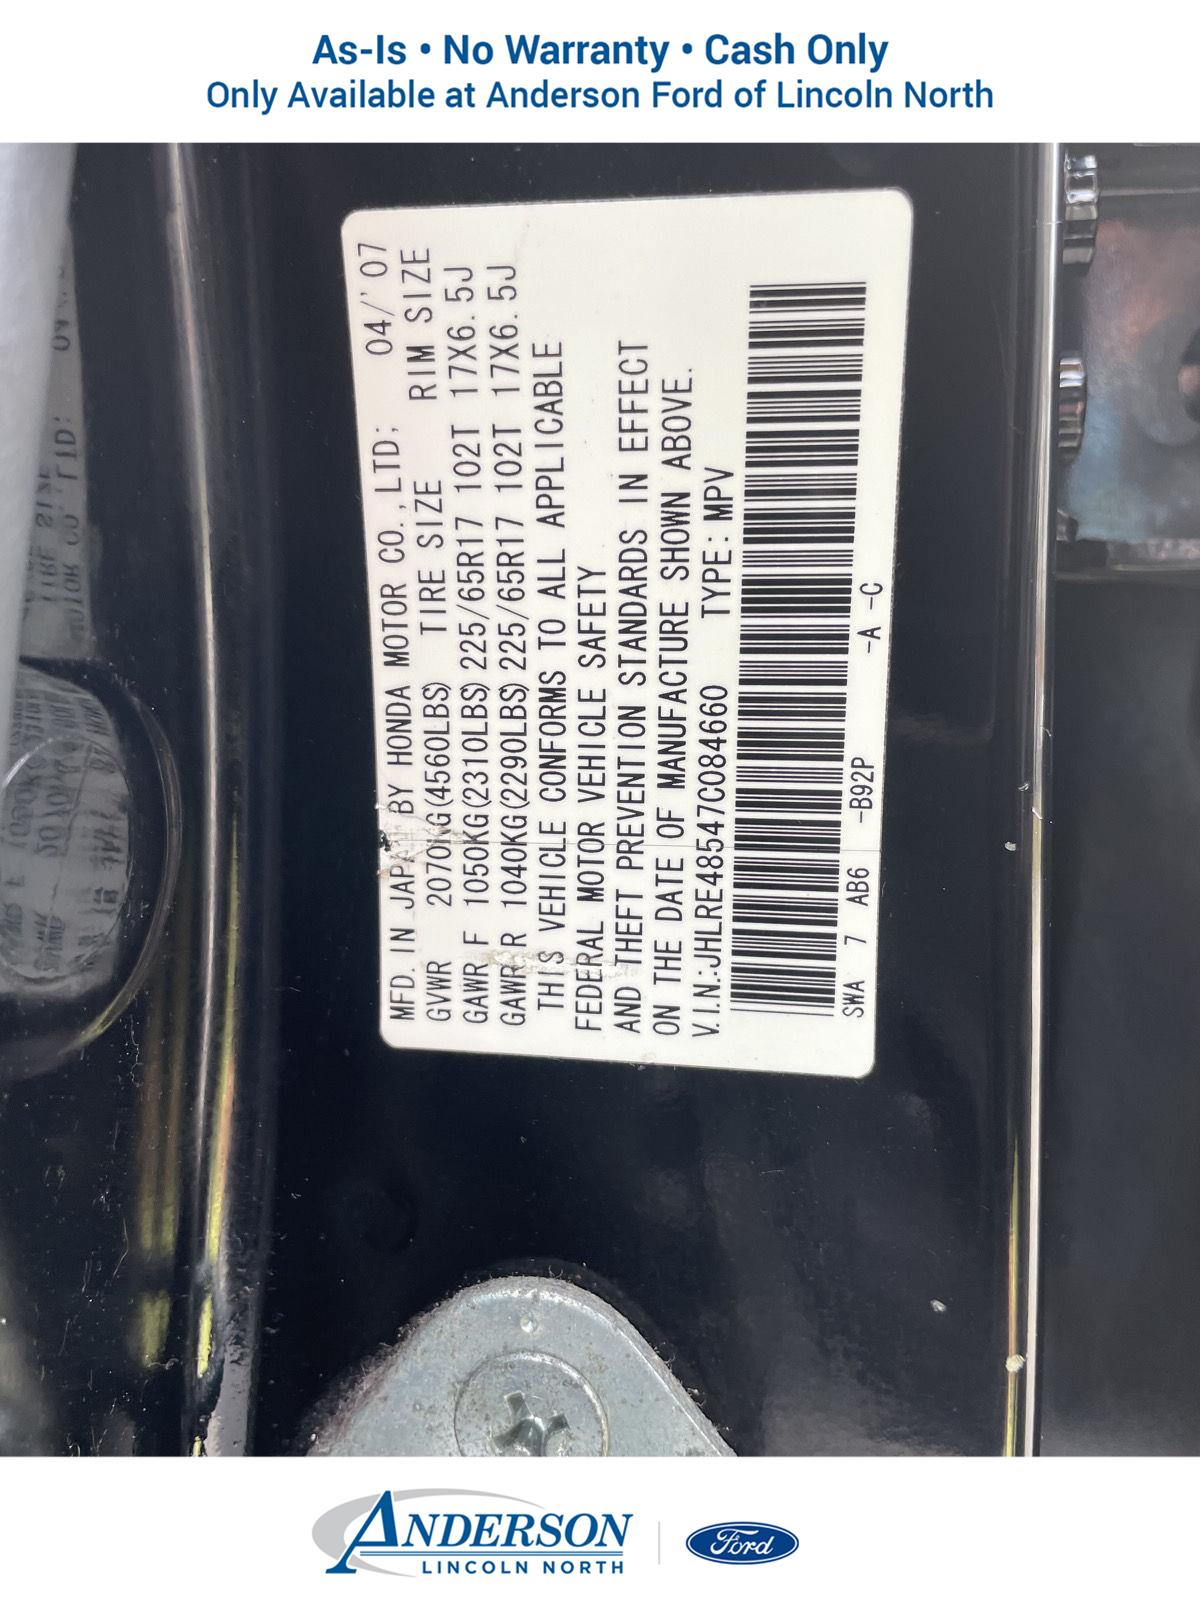 As-Is • No Warranty • Cash Only
Only Available at Anderson Ford of Lincoln North
MFD. IN JAPAN BY HONDA MOTOR CO., LTD; 04/'07
GVWR 2070KG(4560LBS) TIRE SIZE RIM SIZE
GAWR F 1050KG(2310LBS) 225/65R17 102T 17X6.5J
GAWR R 1040KG(2290LBS) 225/65R17 102T 17X6.5J
THIS VEHICLE CONFORMS TO ALL APPLICABLE
FEDERAL MOTOR VEHICLE SAFETY
AND THEFT PREVENTION STANDARDS IN EFFECT
ON THE DATE OF MANUFACTURE SHOWN ABOVE.
V.I.N.:JHLRE48547C084660 TYPE:MPV
SWA 7 AB6 -B92P -A -C
ANDERSON
LINCOLN NORTH
Ford